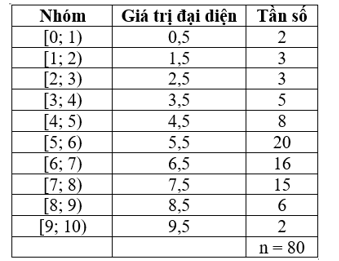 Nhóm Giá trị đại diện Tần số
[0; 1) 0,5 2
[1; 2) 1,5 3
[2; 3) 2,5 3
[3; 4) 3,5 5
[4; 5) 4,5 8
[5; 6) 5,5 20
[6; 7) 6,5 16
[7; 8) 7,5 15
[8; 9) 8,5 6
[9; 10) 9,5 2
n = 80